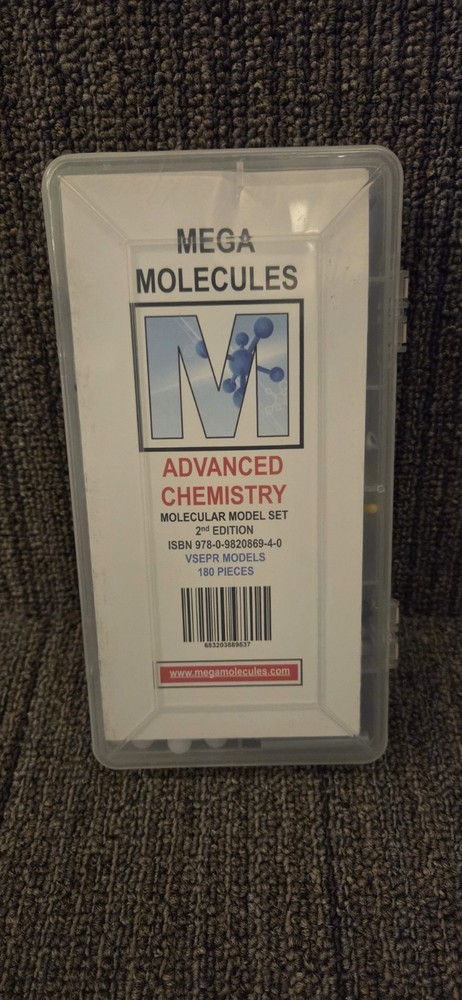 MEGA
MOLECULES
M
ADVANCED
CHEMISTRY
MOLECULAR MODEL SET
2nd EDITION
ISBN 978-0-9820869-4-0
VSEPR MODELS
180 PIECES
683203869537
www.megamolecules.com